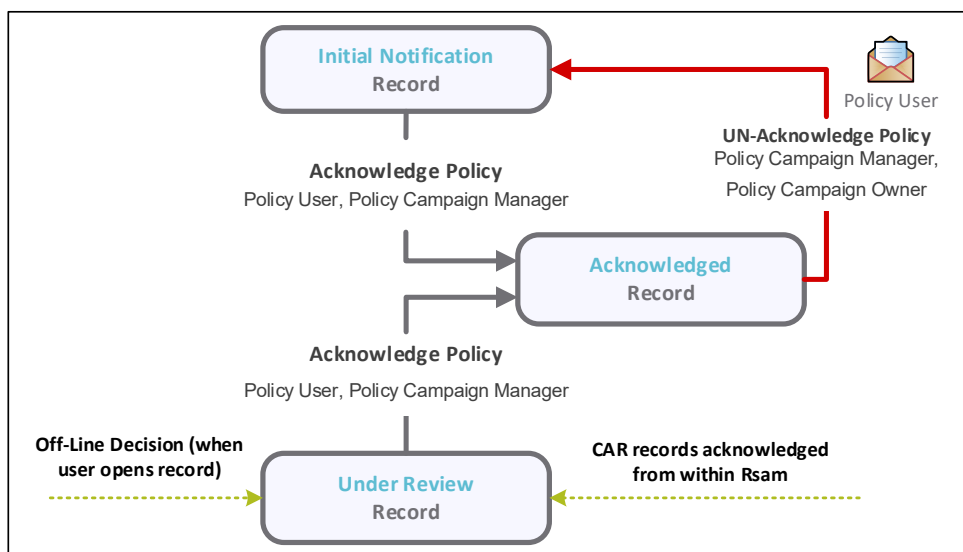 Initial Notification
Record
Policy User
UN-Acknowledge Policy
Policy Campaign Manager,
Policy Campaign Owner
Acknowledge Policy
Policy User, Policy Campaign Manager
Acknowledged
Record
Acknowledge Policy
Policy User, Policy Campaign Manager
Off-Line Decision (when
user opens record)
CAR records acknowledged
from within Rsam
Under Review
Record